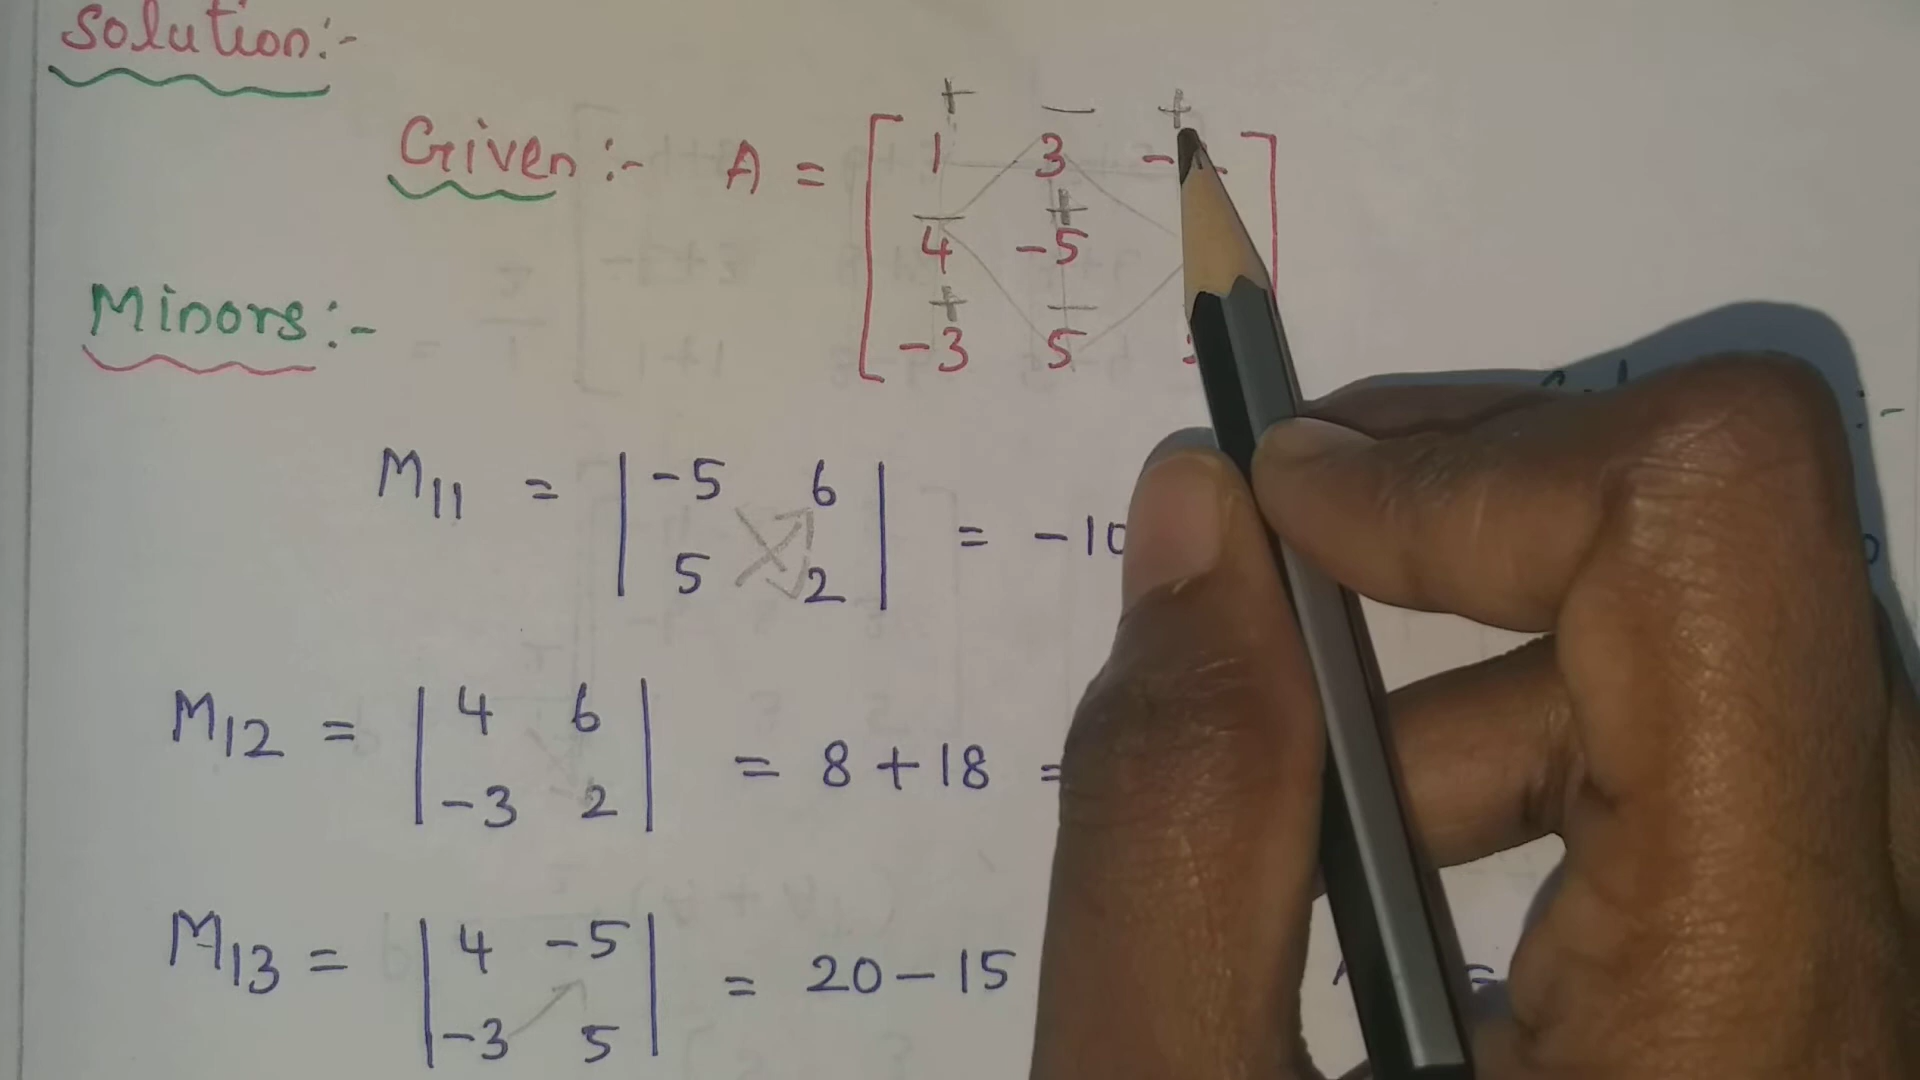 Solution:-
+ - +
Given:- A = [ 1 3 -
- +
4 -5
+ -
-3 5
Minors:-
M11 = | -5 6 | = -10
5 2
M12 = | 4 6 | = 8 + 18 =
-3 2
M13 = | 4 -5 | = 20 - 15
-3 5